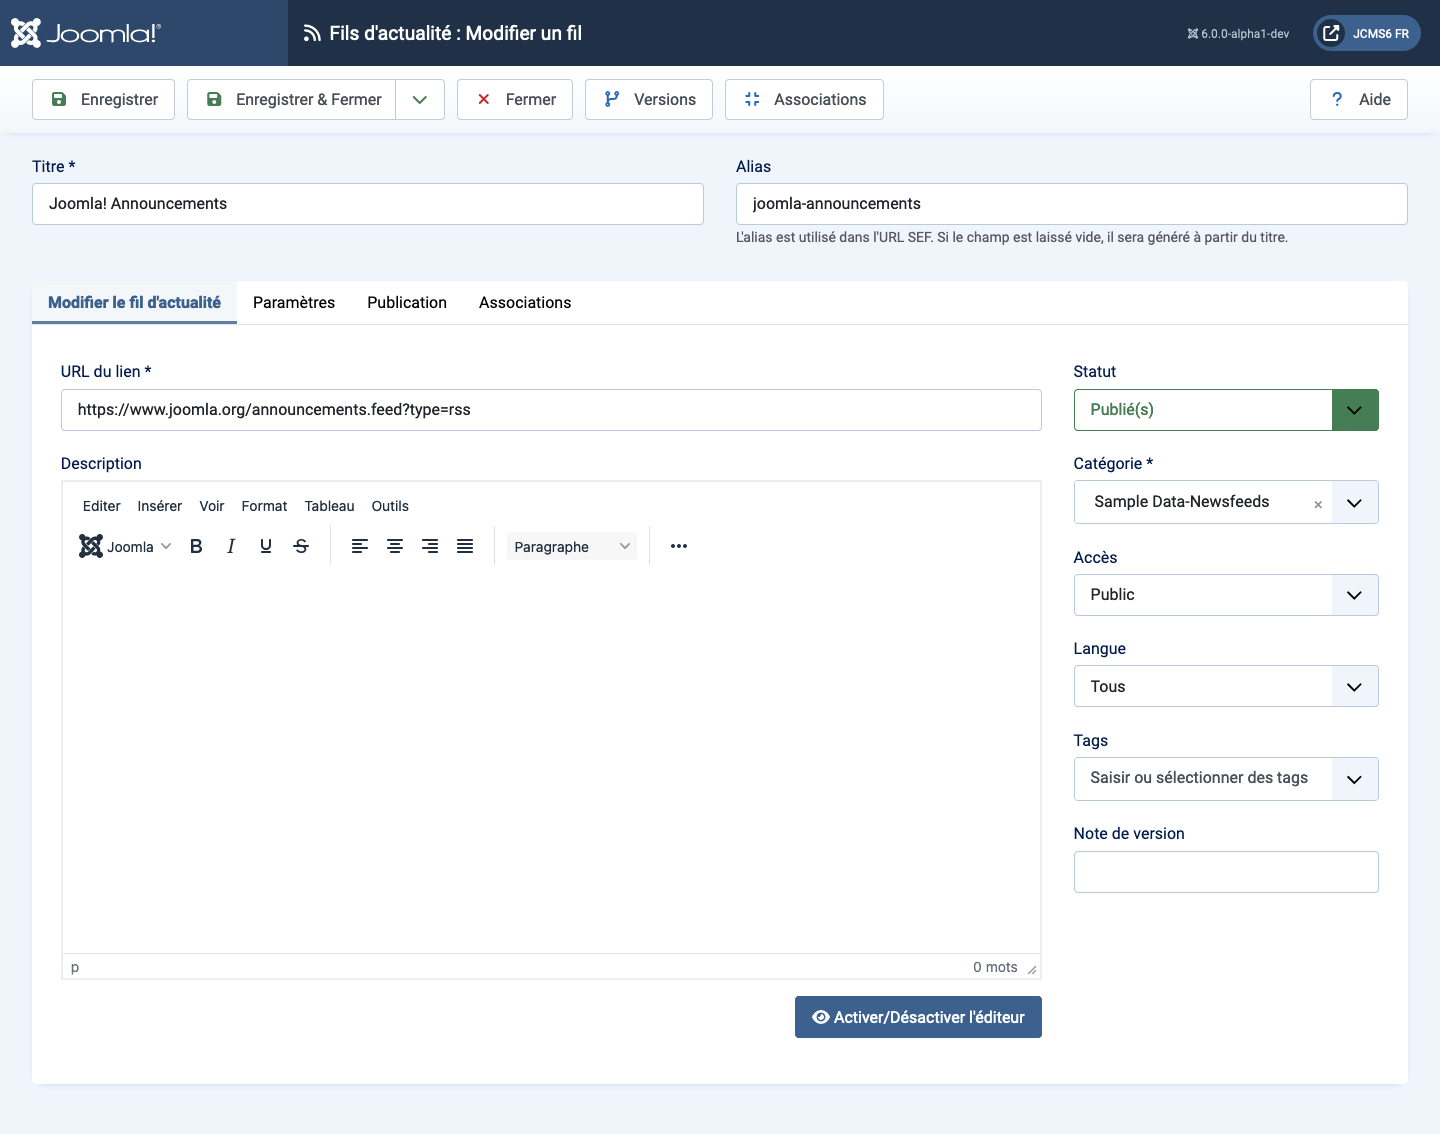 Joomla!®
Fils d'actualité : Modifier un fil
6.0.0-alpha1-dev
JCMS6 FR
Enregistrer
Enregistrer & Fermer
Fermer
Versions
Associations
? Aide
Titre *
Alias
Joomla! Announcements
joomla-announcements
L'alias est utilisé dans l'URL SEF. Si le champ est laissé vide, il sera généré à partir du titre.
Modifier le fil d'actualité
Paramètres
Publication
Associations
URL du lien *
https://www.joomla.org/announcements.feed?type=rss
Description
Editer Insérer Voir Format Tableau Outils
Joomla B I U S Paragraphe
p
0 mots
Activer/Désactiver l'éditeur
Statut
Publié(s)
Catégorie *
Sample Data-Newsfeeds ×
Accès
Public
Langue
Tous
Tags
Saisir ou sélectionner des tags
Note de version